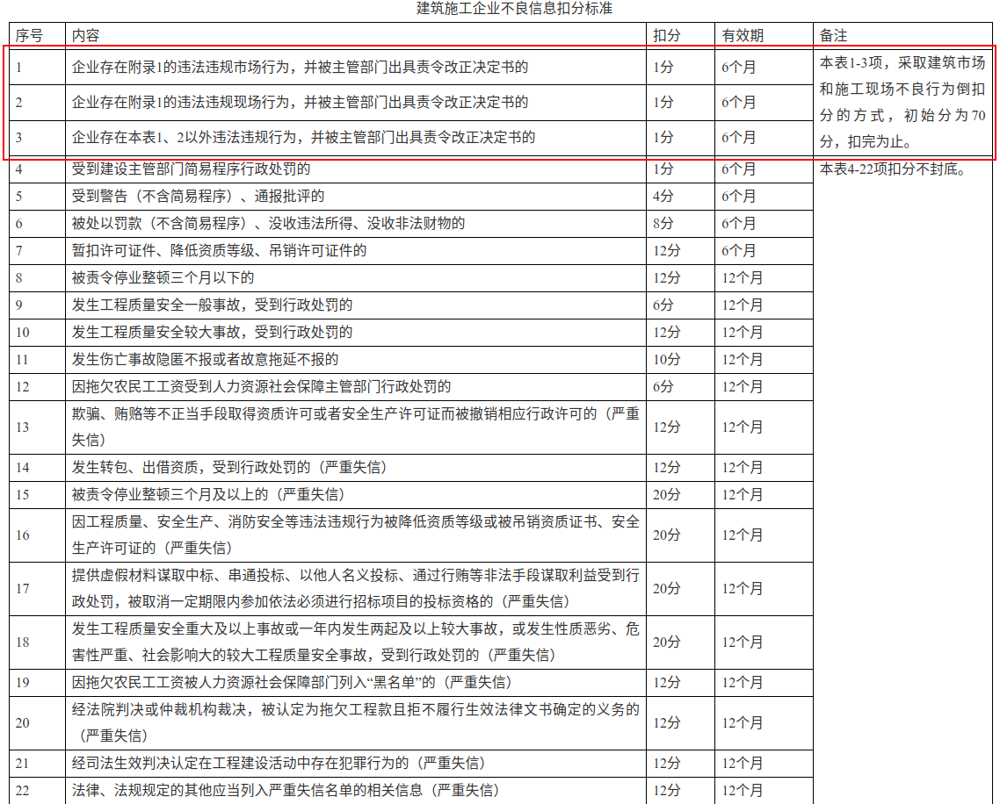 建筑施工企业不良信息扣分标准
序号 内容 扣分 有效期 备注
1 企业存在附录1的违法违规市场行为，并被主管部门出具责令改正决定书的 1分 6个月
2 企业存在附录1的违法违规现场行为，并被主管部门出具责令改正决定书的 1分 6个月
3 企业存在本表1、2以外违法违规行为，并被主管部门出具责令改正决定书的 1分 6个月
本表1-3项，采取建筑市场
和施工现场不良行为倒扣
分的方式，初始分为70
分，扣完为止。
4 受到建设主管部门简易程序行政处罚的 1分 6个月 本表4-22项扣分不封底。
5 受到警告（不含简易程序）、通报批评的 4分 6个月
6 被处以罚款（不含简易程序）、没收违法所得、没收非法财物的 8分 6个月
7 暂扣许可证件、降低资质等级、吊销许可证件的 12分 6个月
8 被责令停业整顿三个月以下的 12分 12个月
9 发生工程质量安全一般事故，受到行政处罚的 6分 12个月
10 发生工程质量安全较大事故，受到行政处罚的 12分 12个月
11 发生伤亡事故隐匿不报或者故意拖延不报的 10分 12个月
12 因拖欠农民工工资受到人力资源社会保障主管部门行政处罚的 6分 12个月
13 欺骗、贿赂等不正当手段取得资质许可或者安全生产许可证而被撤销相应行政许可的（严重
失信） 12分 12个月
14 发生转包、出借资质，受到行政处罚的（严重失信） 12分 12个月
15 被责令停业整顿三个月及以上的（严重失信） 20分 12个月
16 因工程质量、安全生产、消防安全等违法违规行为被降低资质等级或被吊销资质证书、安全
生产许可证的（严重失信） 20分 12个月
17 提供虚假材料谋取中标、串通投标、以他人名义投标、通过行贿等非法手段谋取利益受到行
政处罚，被取消一定期限内参加依法必须进行招标项目的投标资格的（严重失信） 20分 12个月
18 发生工程质量安全重大及以上事故或一年内发生两起及以上较大事故，或发生性质恶劣、危
害性严重、社会影响大的较大工程质量安全事故，受到行政处罚的（严重失信） 20分 12个月
19 因拖欠农民工工资被人力资源社会保障部门列入“黑名单”的（严重失信） 12分 12个月
20 经法院判决或仲裁机构裁决，被认定为拖欠工程款且拒不履行生效法律文书确定的义务的
（严重失信） 12分 12个月
21 经司法生效判决认定在工程建设活动中存在犯罪行为的（严重失信） 12分 12个月
22 法律、法规规定的其他应当列入严重失信名单的相关信息（严重失信） 12分 12个月